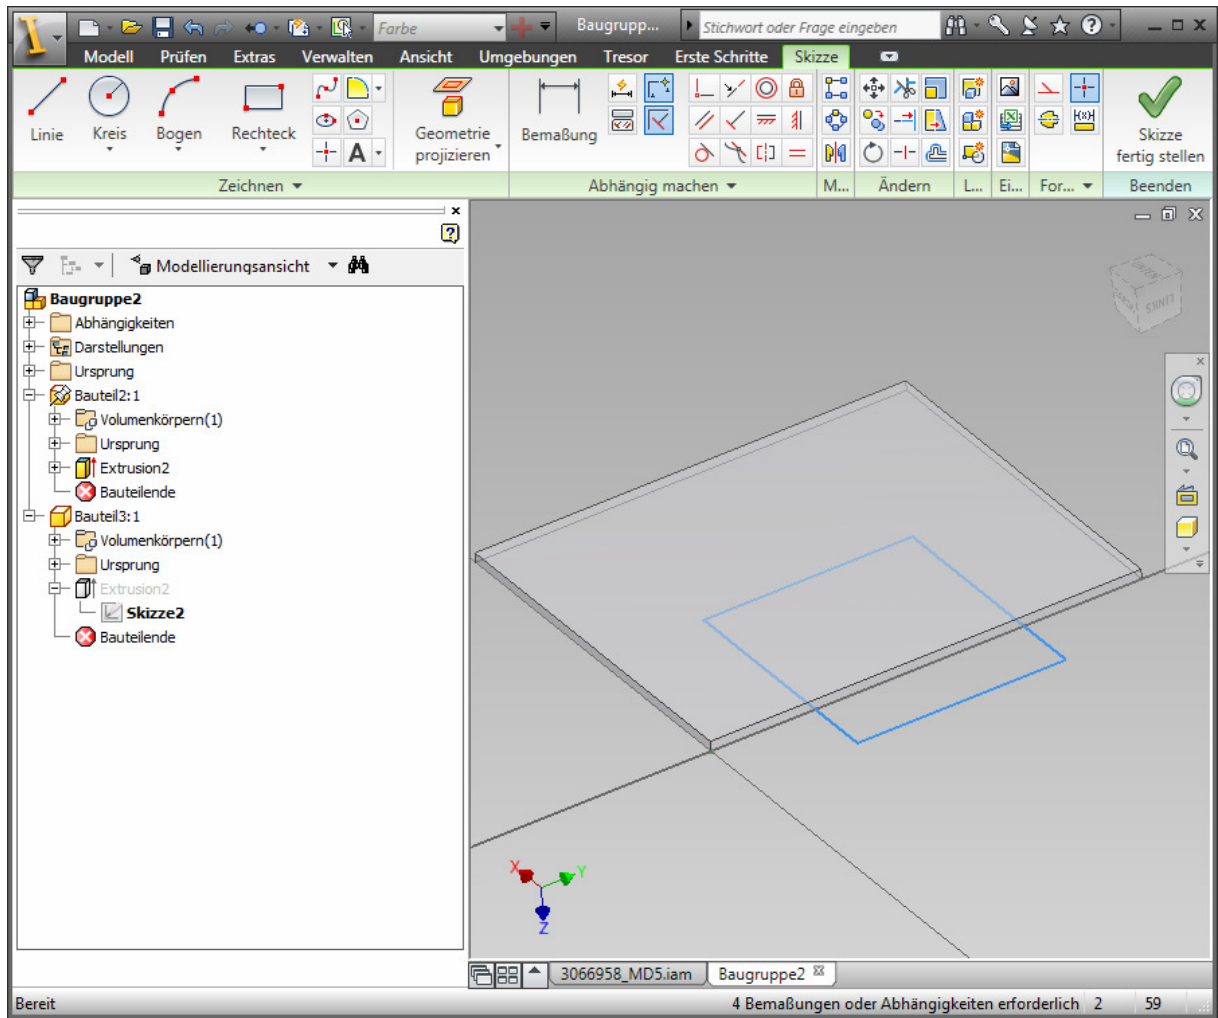 Farbe
Baugrupp...
Stichwort oder Frage eingeben
Modell Prüfen Extras Verwalten Ansicht Umgebungen Tresor Erste Schritte Skizze
Linie Kreis Bogen Rechteck
Geometrie
projizieren
Bemaßung
Skizze
fertig stellen
Zeichnen
Abhängig machen
M... Ändern L... Ei... For... Beenden
Modellierungsansicht
Baugruppe2
Abhängigkeiten
Darstellungen
Ursprung
Bauteil2:1
Volumenkörpern(1)
Ursprung
Extrusion2
Bauteilende
Bauteil3:1
Volumenkörpern(1)
Ursprung
Extrusion2
Skizze2
Bauteilende
LINKS
X Y
Z
3066958_MD5.iam Baugruppe2
Bereit
4 Bemaßungen oder Abhängigkeiten erforderlich 2 59